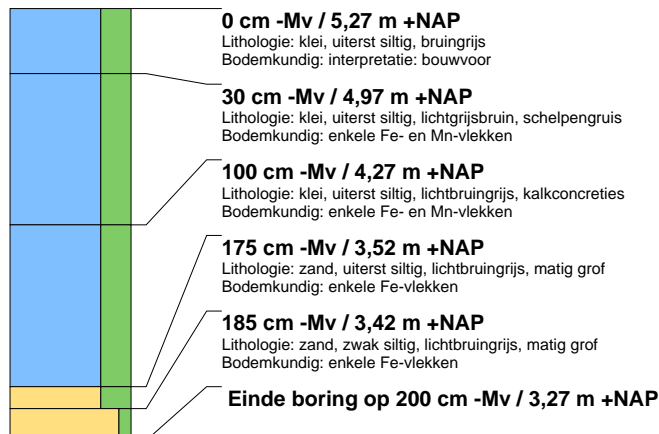 0 cm -Mv / 5,27 m +NAP
Lithologie: klei, uiterst siltig, bruingrijs
Bodemkundig: interpretatie: bouwvoor
30 cm -Mv / 4,97 m +NAP
Lithologie: klei, uiterst siltig, lichtgrijsbruin, schelpengruis
Bodemkundig: enkele Fe- en Mn-vlekken
100 cm -Mv / 4,27 m +NAP
Lithologie: klei, uiterst siltig, lichtbruingrijs, kalkconcreties
Bodemkundig: enkele Fe- en Mn-vlekken
175 cm -Mv / 3,52 m +NAP
Lithologie: zand, uiterst siltig, lichtbruingrijs, matig grof
Bodemkundig: enkele Fe-vlekken
185 cm -Mv / 3,42 m +NAP
Lithologie: zand, zwak siltig, lichtbruingrijs, matig grof
Bodemkundig: enkele Fe-vlekken
Einde boring op 200 cm -Mv / 3,27 m +NAP